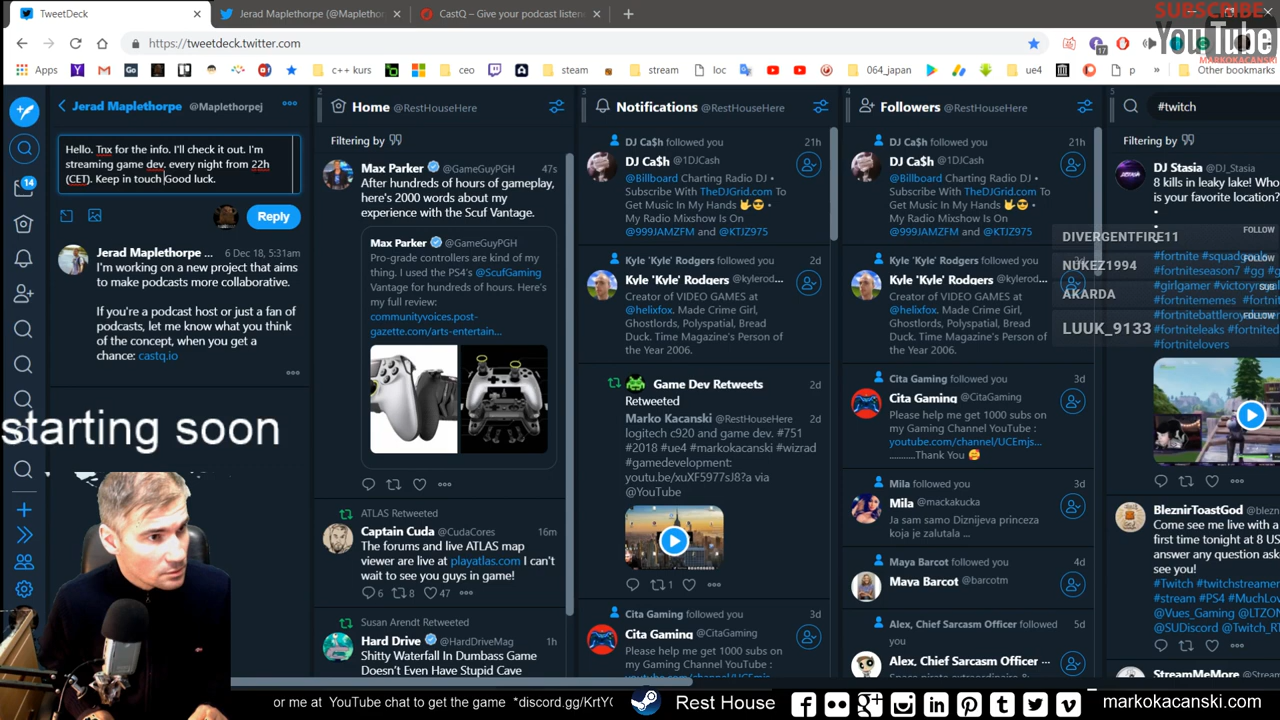 TweetDeck
Jerad Maplethorpe (@Maplethor
CastQ – Give your podcast listen
https://tweetdeck.twitter.com
SUBSCRIBE
YouTube
MARKOKACANSKI
Apps
c++ kurs
ceo
steam
stream
loc
064_japan
p
»
Other bookmarks
17
Jerad Maplethorpe @Maplethorpej
Hello. Tnx for the info. I'll check it out. I'm
streaming game dev. every night from 22h
(CET). Keep in touch Good luck.
14
Reply
Jerad Maplethorpe ...
6 Dec 18, 5:31am
I'm working on a new project that aims
to make podcasts more collaborative.
If you're a podcast host or just a fan of
podcasts, let me know what you think
of the concept, when you get a
chance: castq.io
starting soon
2
Home @RestHouseHere
Filtering by
Max Parker @GameGuyPGH 47s
After hundreds of hours of gameplay,
here's 2000 words about my
experience with the Scuf Vantage.
Max Parker @GameGuyPGH
Pro-grade controllers are kind of my
thing. I used the PS4's @ScufGaming
Vantage for hundreds of hours. Here's
my full review:
communityvoices.post-
gazette.com/arts-entertain...
ATLAS Retweeted
Captain Cuda @CudaCores 16m
The forums and live ATLAS map
viewer are live at playatlas.com I can't
wait to see you guys in game!
6 8 47
Susan Arendt Retweeted
Hard Drive @HardDriveMag 1h
Shitty Waterfall In Dumbass Game
Doesn't Even Have Stupid Cave
3
Notifications @RestHouseHere
DJ Ca$h followed you 21h
DJ Ca$h @1DJCash
@Billboard Charting Radio DJ •
Subscribe With TheDJGrid.com To
Get Music In My Hands
My Radio Mixshow Is On
@999JAMZFM and @KTJZ975
Kyle 'Kyle' Rodgers followed you 2d
Kyle 'Kyle' Rodgers @kylerod...
Creator of VIDEO GAMES at
@helixfox. Made Crime Girl,
Ghostlords, Polyspatial, Bread
Duck. Time Magazine's Person of
the Year 2006.
Game Dev Retweets 2d
Retweeted
Marko Kacanski @RestHouseHere 2d
logitech c920 and game dev. #751
#2018 #ue4 #markokacanski #wizrad
#gamedevelopment:
youtu.be/xuXF5977sJ8?a via
@YouTube
1
Cita Gaming followed you 3d
Cita Gaming @CitaGaming
Please help me get 1000 subs on
my Gaming Channel YouTube :
4
Followers @RestHouseHere
DJ Ca$h followed you 21h
DJ Ca$h @1DJCash
@Billboard Charting Radio DJ •
Subscribe With TheDJGrid.com To
Get Music In My Hands
My Radio Mixshow Is On
@999JAMZFM and @KTJZ975
Kyle 'Kyle' Rodgers followed you
Kyle 'Kyle' Rodgers @kylerod...
Creator of VIDEO GAMES at
@helixfox. Made Crime Girl,
Ghostlords, Polyspatial, Bread
Duck. Time Magazine's Person of
the Year 2006.
Cita Gaming followed you 3d
Cita Gaming @CitaGaming
Please help me get 1000 subs on
my Gaming Channel YouTube :
youtube.com/channel/UCEmjs...
...........Thank You
Mila followed you 3d
Mila @mackakucka
Ja sam samo Diznijeva princeza
koja je zalutala ...
Maya Barcot followed you 4d
Maya Barcot @barcotm
Alex, Chief Sarcasm Officer followed 5d
you
Alex, Chief Sarcasm Officer ...
5
#twitch
Filtering by
DJ Stasia @DJ_Stasia
8 kills in leaky lake! Who
is your favorite location?
DIVERGENTFIRE11 FOLLOW
NUKEZ1994 FOLLOW
AKARDA SUB
LUUK_9133 FOLLOW
#fortnite
#fortniteseason7 #gg
#girlgamer
#fortnitememes
#fortnitelovers
BleznirToastGod
Come see me live with a
first time tonight at 8 US
answer any question ask
see you!
#Twitch #twitchstreamer
#stream #PS4 #MuchLov
@Vues_Gaming @LTZON
@SUDiscord @Twitch_RT
StreamMeMore
or me at YouTube chat to get the game *discord.gg/KrtY
Rest House
markokacanski.com